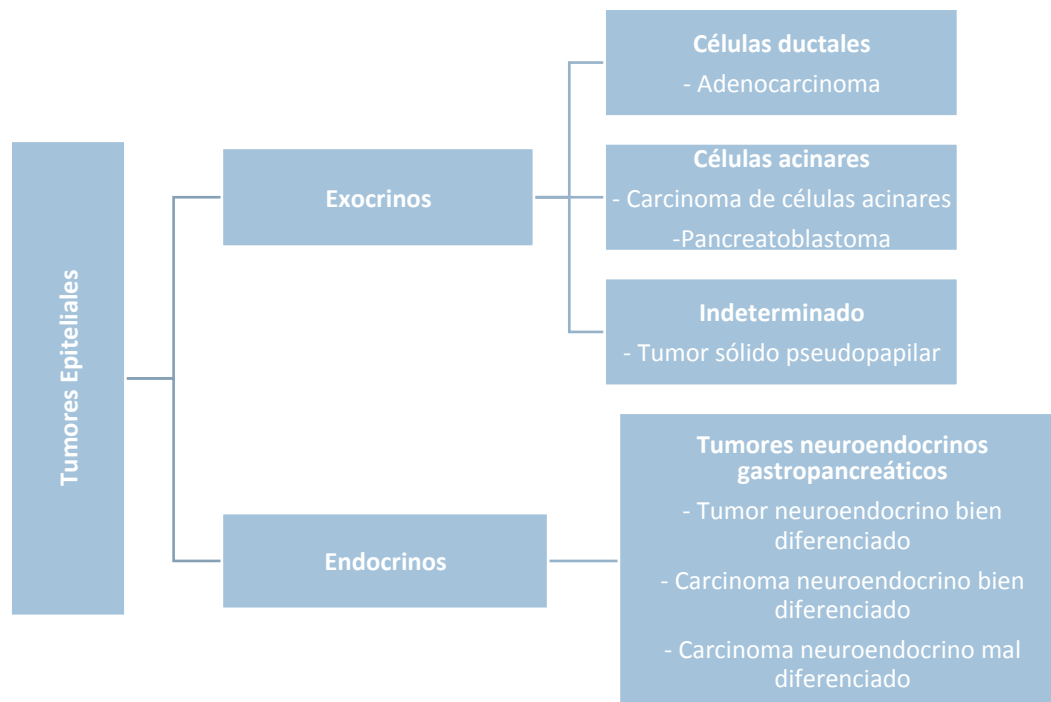 Tumores Epiteliales
Exocrinos
Células ductales
- Adenocarcinoma
Células acinares
- Carcinoma de células acinares
-Pancreatoblastoma
Indeterminado
- Tumor sólido pseudopapilar
Endocrinos
Tumores neuroendocrinos
gastropancreáticos
- Tumor neuroendocrino bien
diferenciado
- Carcinoma neuroendocrino bien
diferenciado
- Carcinoma neuroendocrino mal
diferenciado